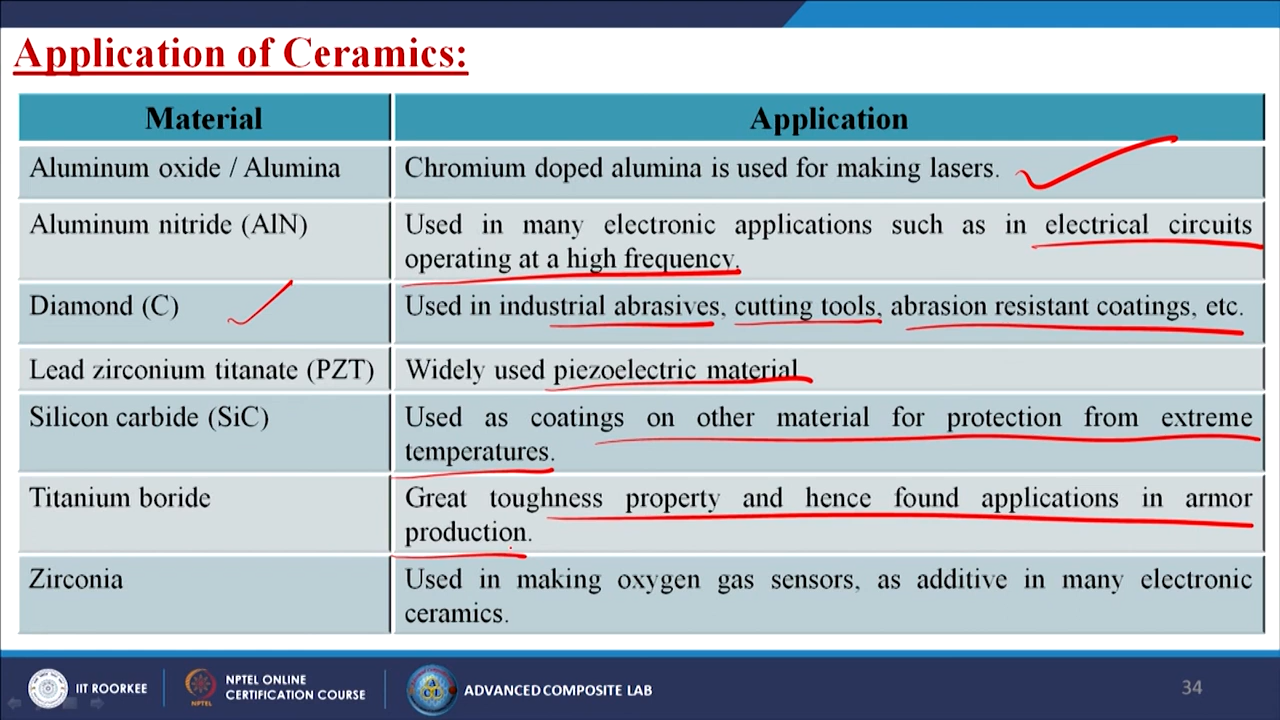 Application of Ceramics:
Material
Application
Aluminum oxide / Alumina
Chromium doped alumina is used for making lasers.
Aluminum nitride (AlN)
Used in many electronic applications such as in electrical circuits
operating at a high frequency.
Diamond (C)
Used in industrial abrasives, cutting tools, abrasion resistant coatings, etc.
Lead zirconium titanate (PZT)
Widely used piezoelectric material
Silicon carbide (SiC)
Used as coatings on other material for protection from extreme
temperatures.
Titanium boride
Great toughness property and hence found applications in armor
production.
Zirconia
Used in making oxygen gas sensors, as additive in many electronic
ceramics.
IIT ROORKEE
NPTEL ONLINE
CERTIFICATION COURSE
NPTEL
ADVANCED COMPOSITE LAB
34